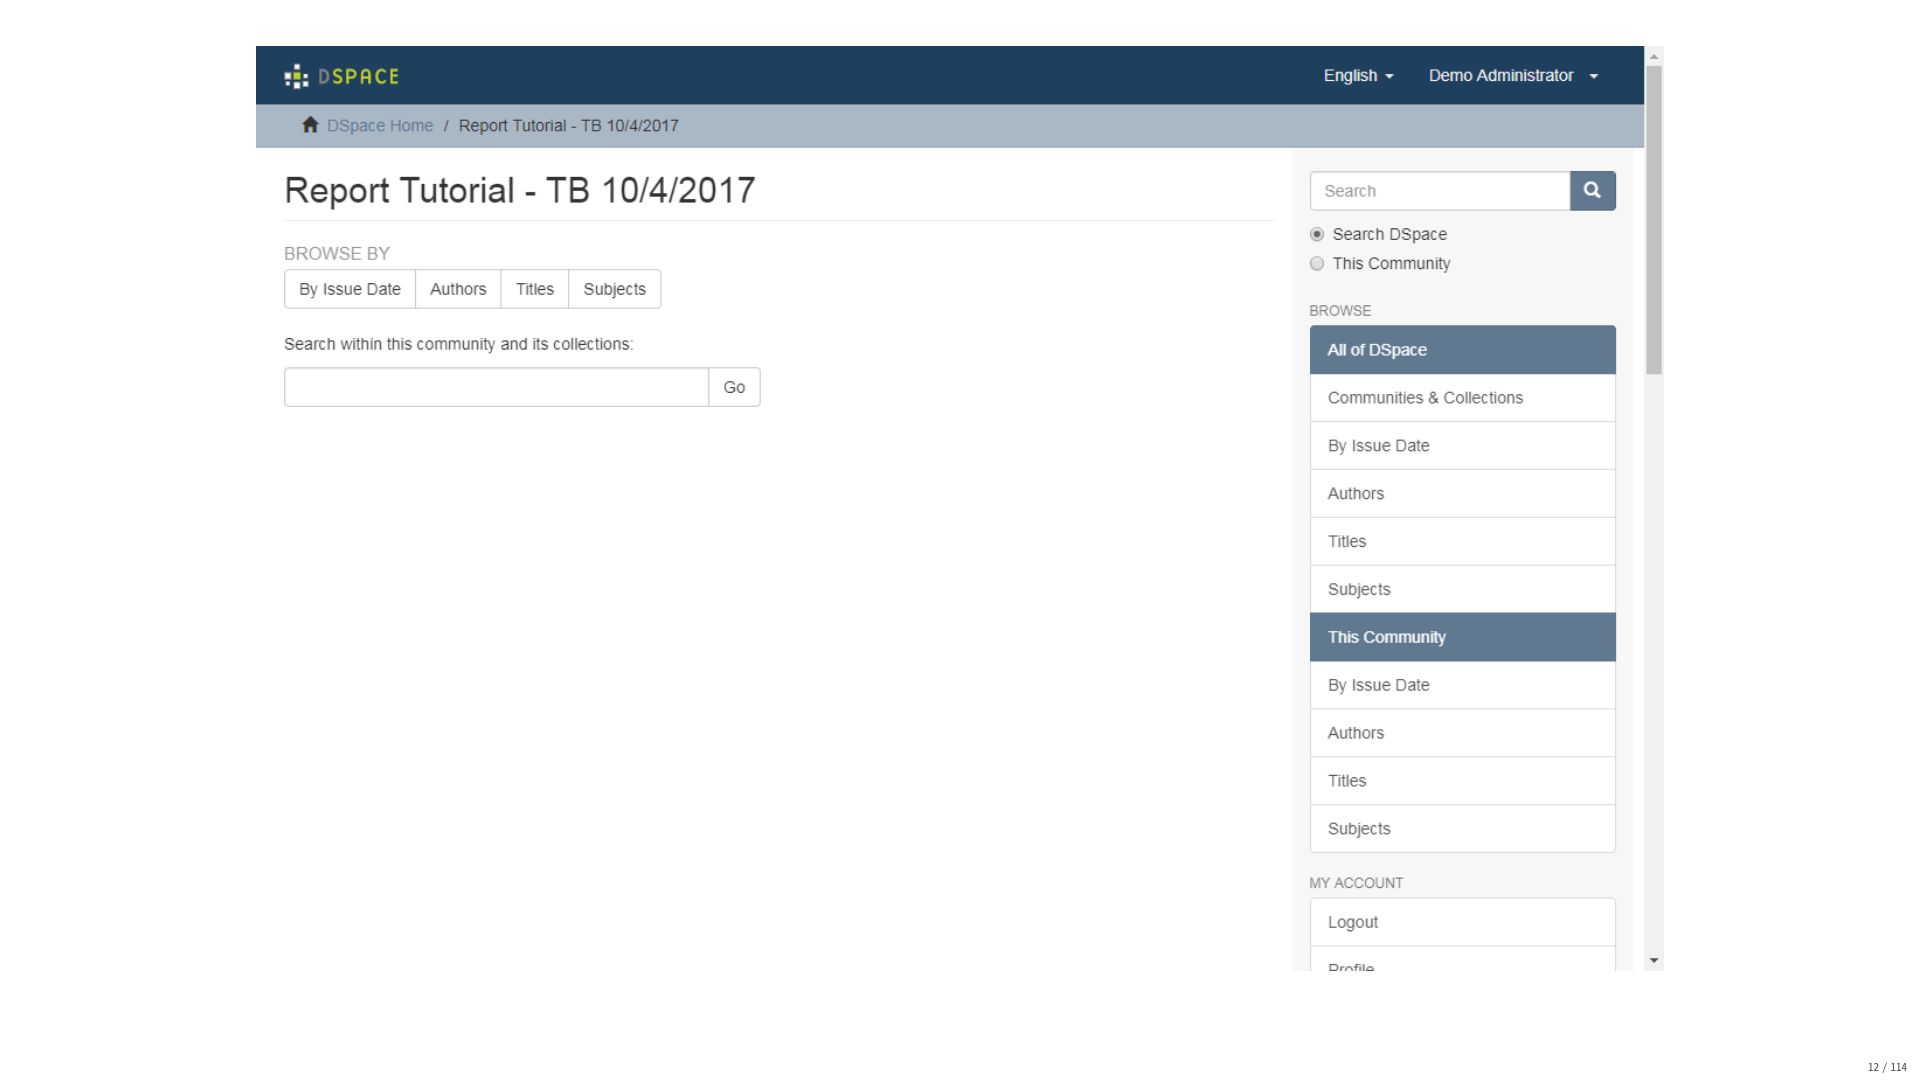 DSPACE
English
Demo Administrator
DSpace Home / Report Tutorial - TB 10/4/2017
Report Tutorial - TB 10/4/2017
BROWSE BY
By Issue Date
Authors
Titles
Subjects
Search within this community and its collections:
Go
Search
Search DSpace
This Community
BROWSE
All of DSpace
Communities & Collections
By Issue Date
Authors
Titles
Subjects
This Community
By Issue Date
Authors
Titles
Subjects
MY ACCOUNT
Logout
Profile
12 / 114